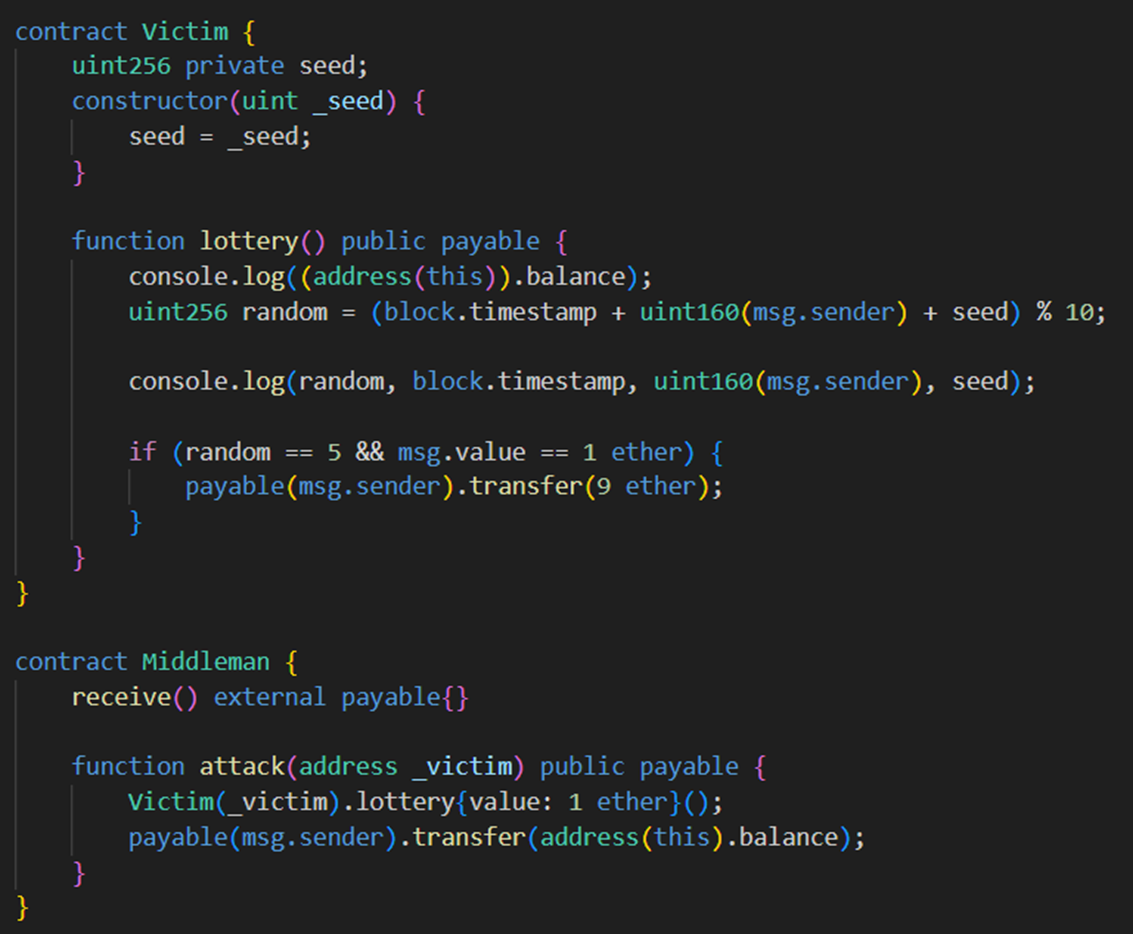 contract Victim {
    uint256 private seed;
    constructor(uint _seed) {
        seed = _seed;
    }

    function lottery() public payable {
        console.log((address(this)).balance);
        uint256 random = (block.timestamp + uint160(msg.sender) + seed) % 10;

        console.log(random, block.timestamp, uint160(msg.sender), seed);

        if (random == 5 && msg.value == 1 ether) {
            payable(msg.sender).transfer(9 ether);
        }
    }
}

contract Middleman {
    receive() external payable{}

    function attack(address _victim) public payable {
        Victim(_victim).lottery{value: 1 ether}();
        payable(msg.sender).transfer(address(this).balance);
    }
}